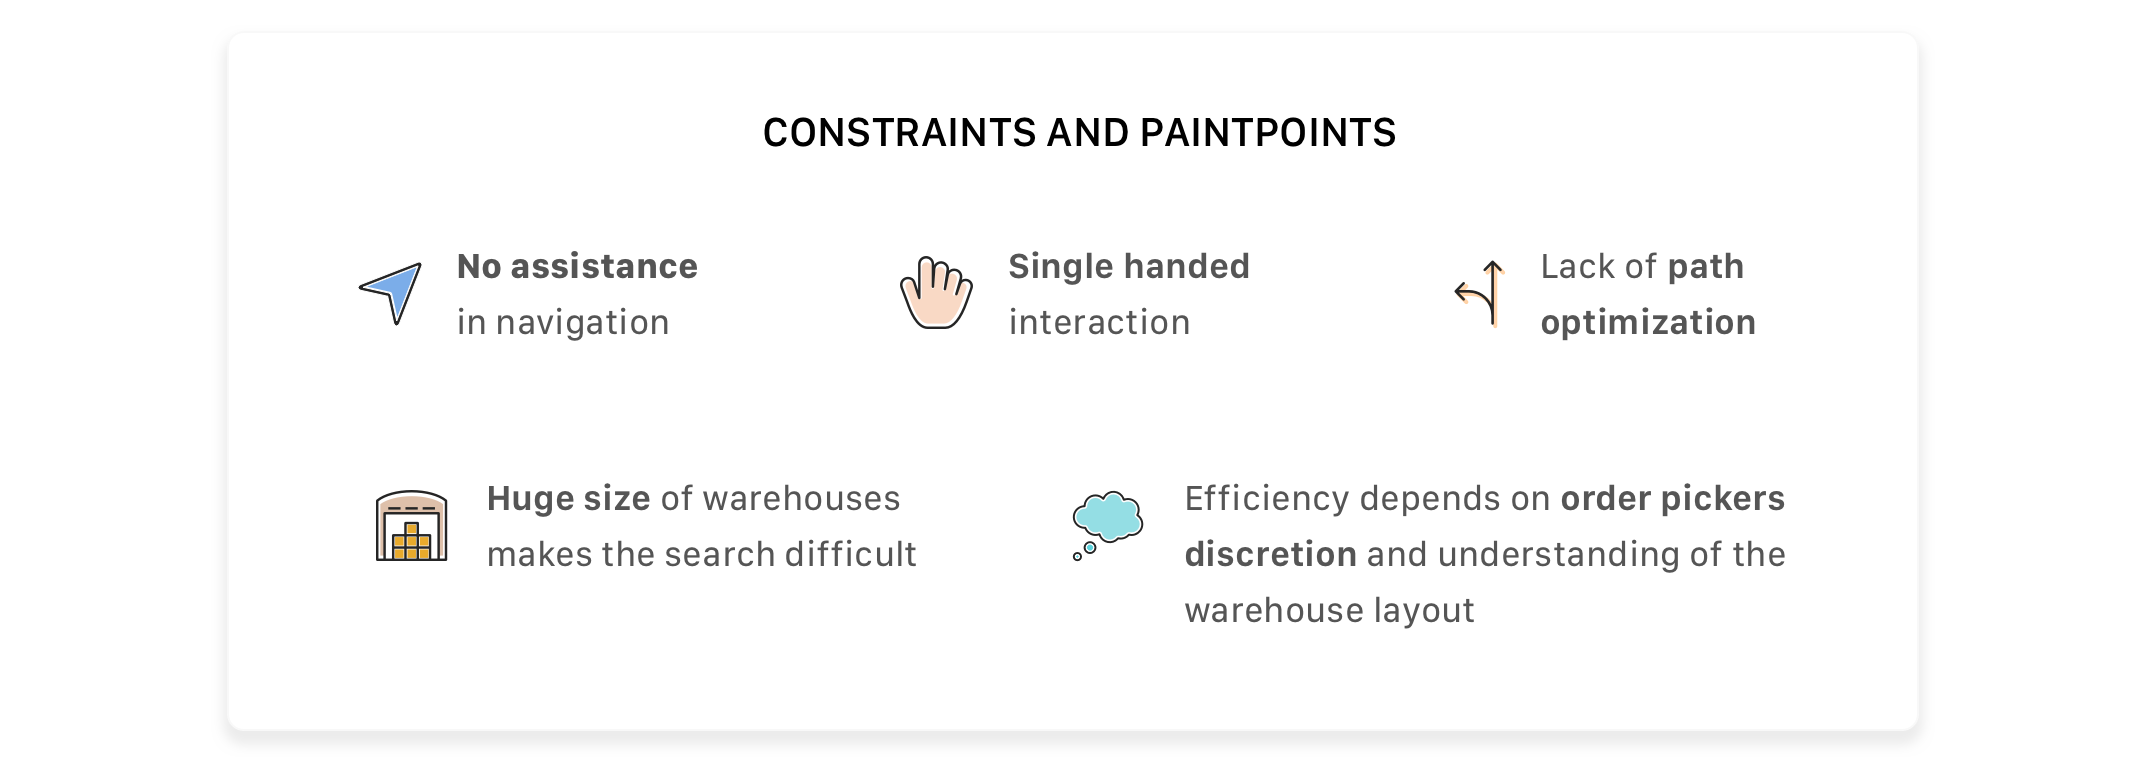 CONSTRAINTS AND PAINTPOINTS
No assistance
in navigation
Single handed
interaction
Lack of path
optimization
Huge size of warehouses
makes the search difficult
Efficiency depends on order pickers
discretion and understanding of the
warehouse layout